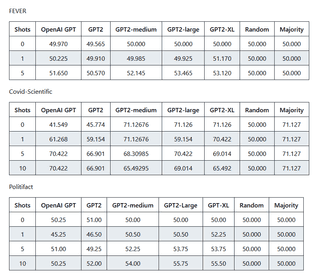 FEVER
Shots OpenAI GPT GPT2 GPT2-medium GPT2-large GPT2-XL Random Majority
0 49.970 49.565 50.000 50.000 50.000 50.000 50.000
1 50.225 49.910 49.985 49.925 51.170 50.000 50.000
5 51.650 50.570 52.145 53.465 53.120 50.000 50.000
Covid-Scientific
Shots OpenAI GPT GPT2 GPT2-medium GPT2-large GPT2-XL Random Majority
0 41.549 45.774 71.12676 71.126 71.126 50.000 71.127
1 61.268 59.154 71.12676 59.154 70.422 50.000 71.127
5 70.422 66.901 68.30985 70.422 69.014 50.000 71.127
10 70.422 66.901 65.49295 69.014 65.492 50.000 71.127
Politifact
Shots OpenAI GPT GPT2 GPT2-medium GPT2-Large GPT-XL Random Majority
0 50.25 51.00 50.00 50.00 50.00 50.000 50.000
1 45.25 46.50 50.50 50.50 52.25 50.000 50.000
5 51.00 49.25 52.25 53.75 53.75 50.000 50.000
10 50.25 52.00 54.00 55.75 55.50 50.000 50.000